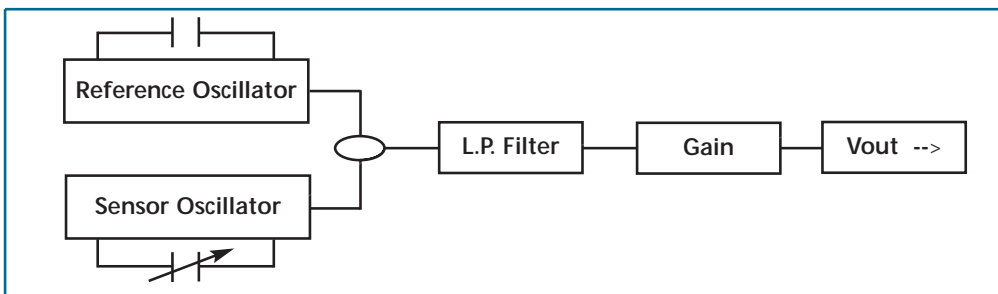 Reference Oscillator
L.P. Filter
Gain
Vout -->
Sensor Oscillator